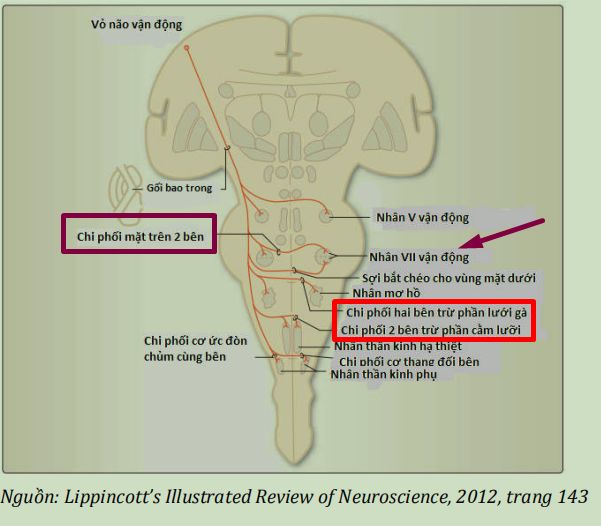 Vỏ não vận động
Gối bao trong
Nhân V vận động
Chi phối mặt trên 2 bên
Nhân VII vận động
Sợi bắt chéo cho vùng mặt dưới
Nhân mơ hồ
Chi phối hai bên trừ phần lưới gà
Chi phối 2 bên trừ phần cằm lưỡi
Chi phối cơ ức đòn
chủm cùng bên
Nhân thần kinh hạ thiệt
Chi phối cơ thang đối bên
Nhân thần kinh phụ
Nguồn: Lippincott's Illustrated Review of Neuroscience, 2012, trang 143